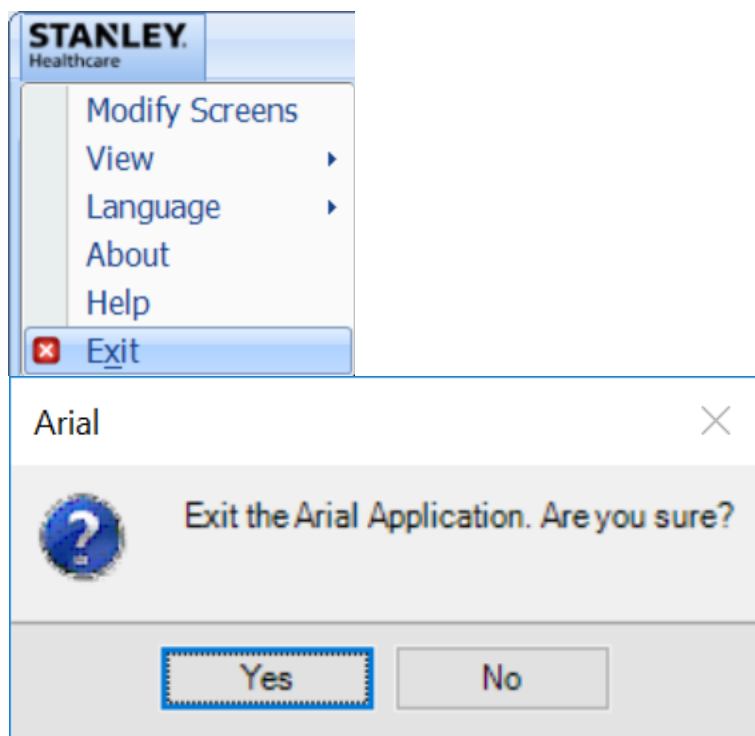 STANLEY.
Healthcare
Modify Screens
View
Language
About
Help
Exit
Arial
Exit the Arial Application. Are you sure?
Yes
No